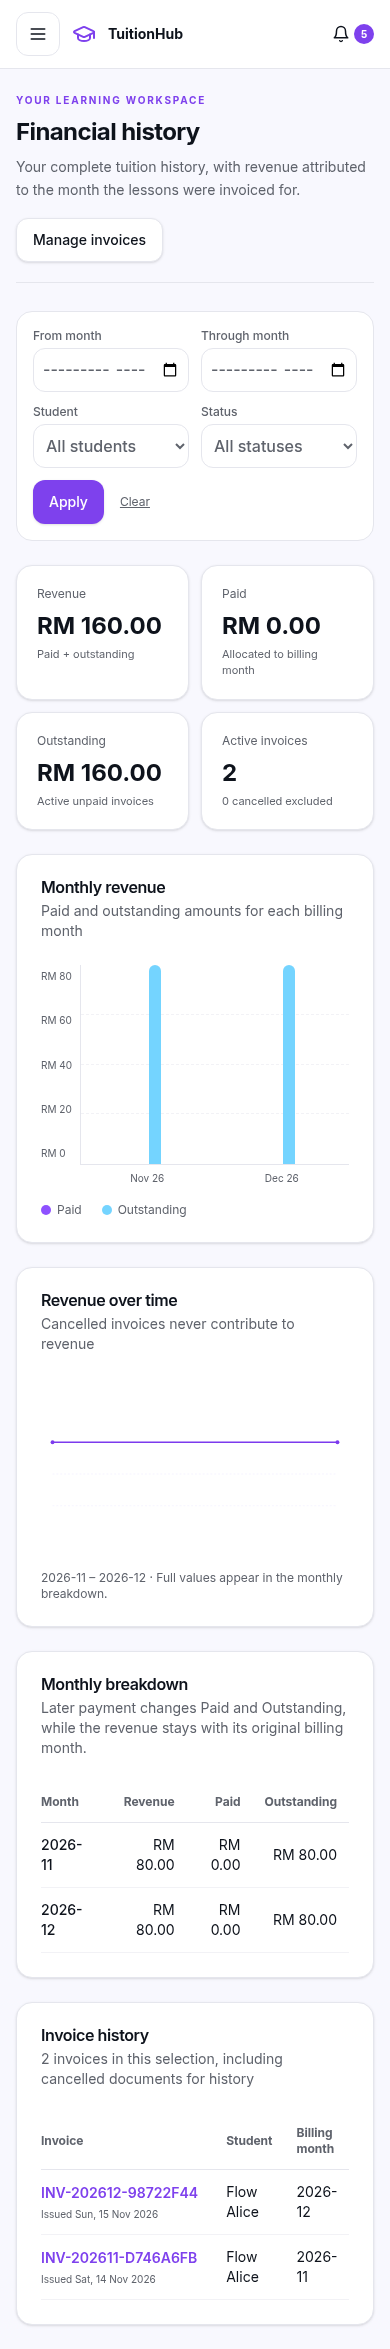 TuitionHub
5
YOUR LEARNING WORKSPACE
Financial history
Your complete tuition history, with revenue attributed
to the month the lessons were invoiced for.
Manage invoices
From month
Through month
--------- ----
--------- ----
Student
Status
All students
All statuses
Apply
Clear
Revenue
RM 160.00
Paid + outstanding
Paid
RM 0.00
Allocated to billing
month
Outstanding
RM 160.00
Active unpaid invoices
Active invoices
2
0 cancelled excluded
Monthly revenue
Paid and outstanding amounts for each billing
month
RM 80
RM 60
RM 40
RM 20
RM 0
Nov 26
Dec 26
Paid
Outstanding
Revenue over time
Cancelled invoices never contribute to
revenue
2026-11 – 2026-12 · Full values appear in the monthly
breakdown.
Monthly breakdown
Later payment changes Paid and Outstanding,
while the revenue stays with its original billing
month.
Month Revenue Paid Outstanding
2026-
11
RM
80.00
RM
0.00
RM 80.00
2026-
12
RM
80.00
RM
0.00
RM 80.00
Invoice history
2 invoices in this selection, including
cancelled documents for history
Invoice
Student
Billing
month
INV-202612-98722F44
Issued Sun, 15 Nov 2026
Flow
Alice
2026-
12
INV-202611-D746A6FB
Issued Sat, 14 Nov 2026
Flow
Alice
2026-
11